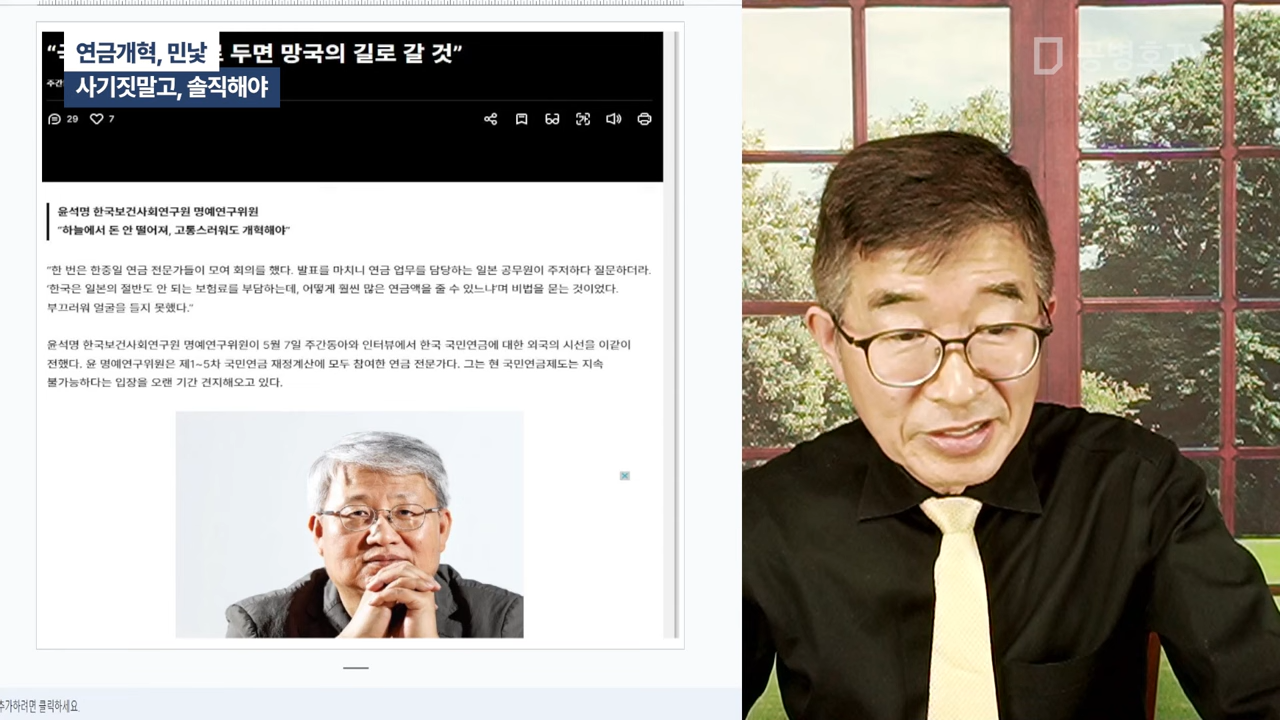 연금개혁, 민낯
사기짓말고, 솔직해야
두면 망국의 길로 갈 것”
29 7
윤석명 한국보건사회연구원 명예연구위원
“하늘에서 돈 안 떨어져, 고통스러워도 개혁해야”
“한 번은 한중일 연금 전문가들이 모여 회의를 했다. 발표를 마치니 연금 업무를 담당하는 일본 공무원이 주저하다 질문하더라.
‘한국은 일본의 절반도 안 되는 보험료를 부담하는데, 어떻게 훨씬 많은 연금액을 줄 수 있느냐’며 비법을 묻는 것이었다.
부끄러워 얼굴을 들지 못했다.”
윤석명 한국보건사회연구원 명예연구위원이 5월 7일 주간동아와 인터뷰에서 한국 국민연금에 대한 외국의 시선을 이같이
전했다. 윤 명예연구위원은 제1~5차 국민연금 재정계산에 모두 참여한 연금 전문가다. 그는 현 국민연금제도는 지속
불가능하다는 입장을 오랜 기간 견지해오고 있다.
추가하려면 클릭하세요.
공병호TV